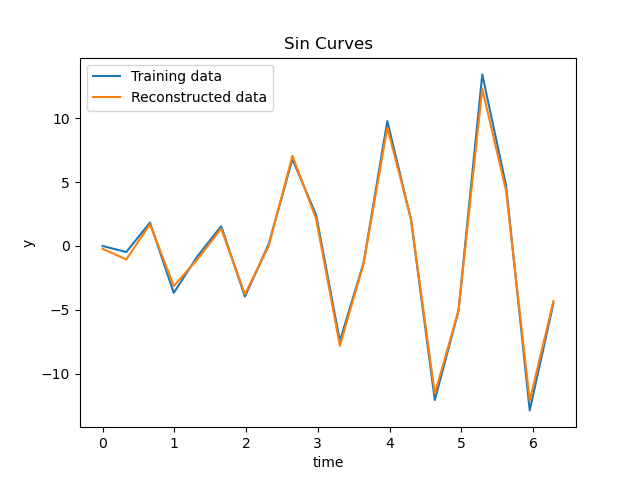 Sin Curves
Training data
Reconstructed data
10
5
0
−5
−10
y
0 1 2 3 4 5 6
time